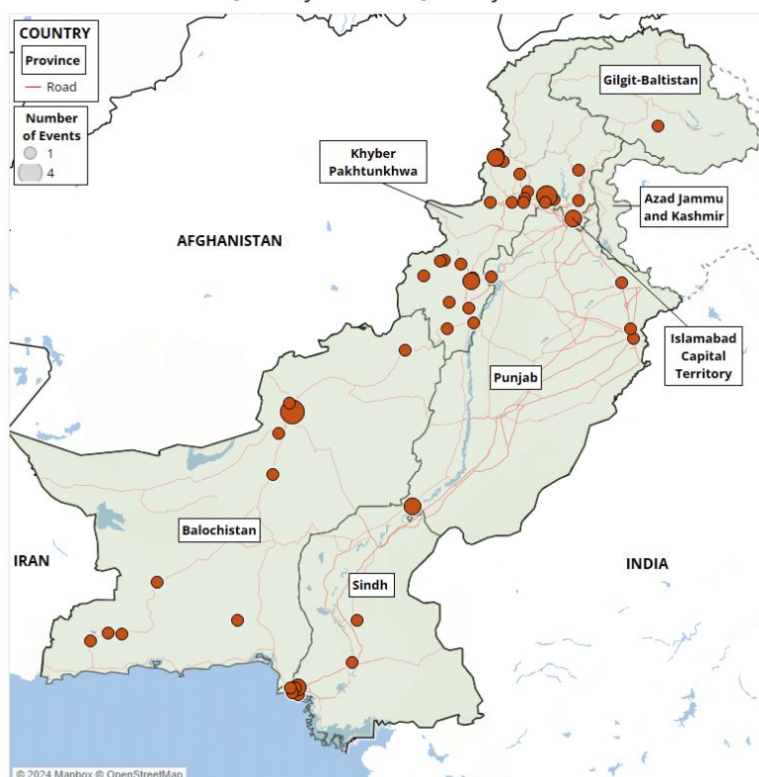 COUNTRY
Province
Road
Number
of Events
1
4
Gilgit-Baltistan
Khyber
Pakhtunkhwa
Azad Jammu
and Kashmir
AFGHANISTAN
Islamabad
Capital
Territory
Punjab
Balochistan
IRAN
INDIA
Sindh
© 2024 Mapbox © OpenStreetMap